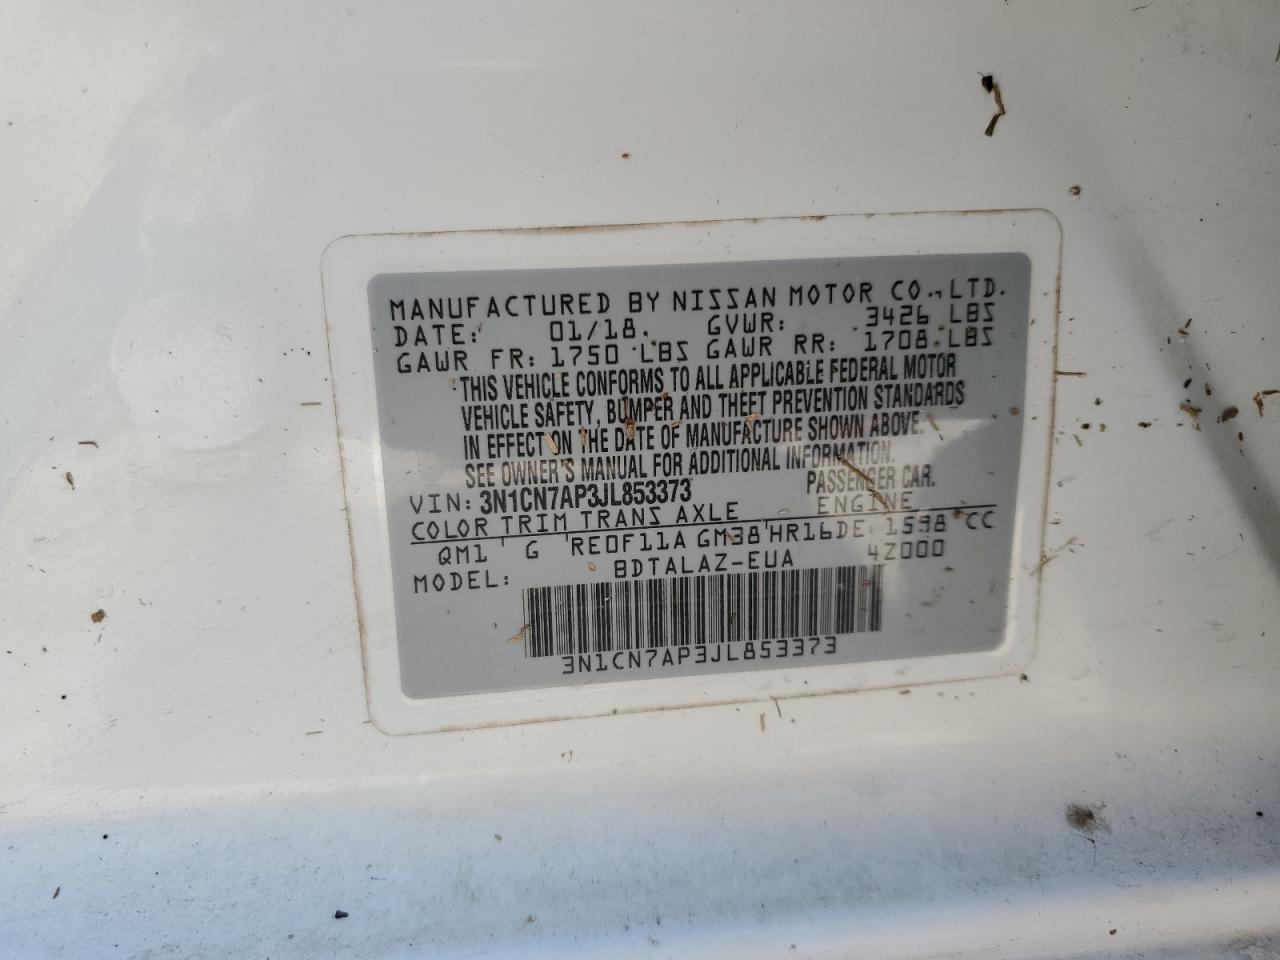 MANUFACTURED BY NISSAN MOTOR CO., LTD.
DATE: 01/18. GVWR: 3426 LBS
GAWR FR: 1750 LBS GAWR RR: 1708 LBS
THIS VEHICLE CONFORMS TO ALL APPLICABLE FEDERAL MOTOR
VEHICLE SAFETY, BUMPER AND THEFT PREVENTION STANDARDS
IN EFFECT ON THE DATE OF MANUFACTURE SHOWN ABOVE.
SEE OWNER'S MANUAL FOR ADDITIONAL INFORMATION.
VIN: 3N1CN7AP3JL853373 PASSENGER CAR.
COLOR TRIM TRANS AXLE ENGINE
QM1 G RE0F11A GM38 HR16DE 1598 CC
MODEL: BDTALAZ-EUA 4Z000
3N1CN7AP3JL853373